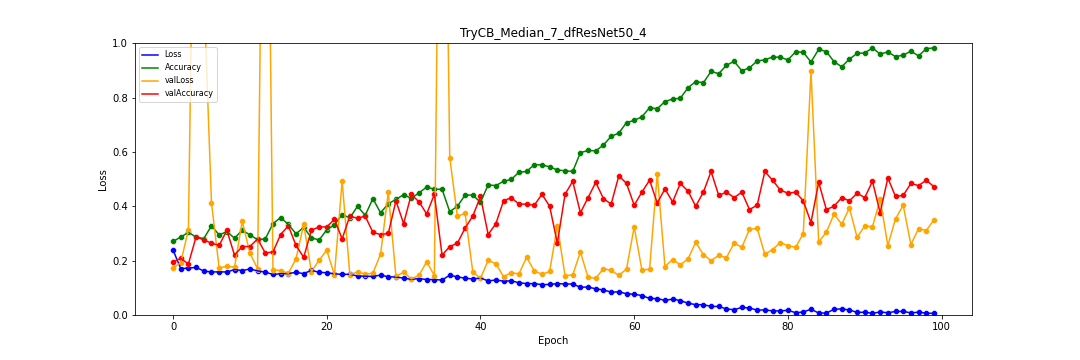 TryCB_Median_7_dfResNet50_4
Loss
Accuracy
valLoss
valAccuracy
1.0
0.8
0.6
0.4
0.2
0.0
Loss
0 20 40 60 80 100
Epoch